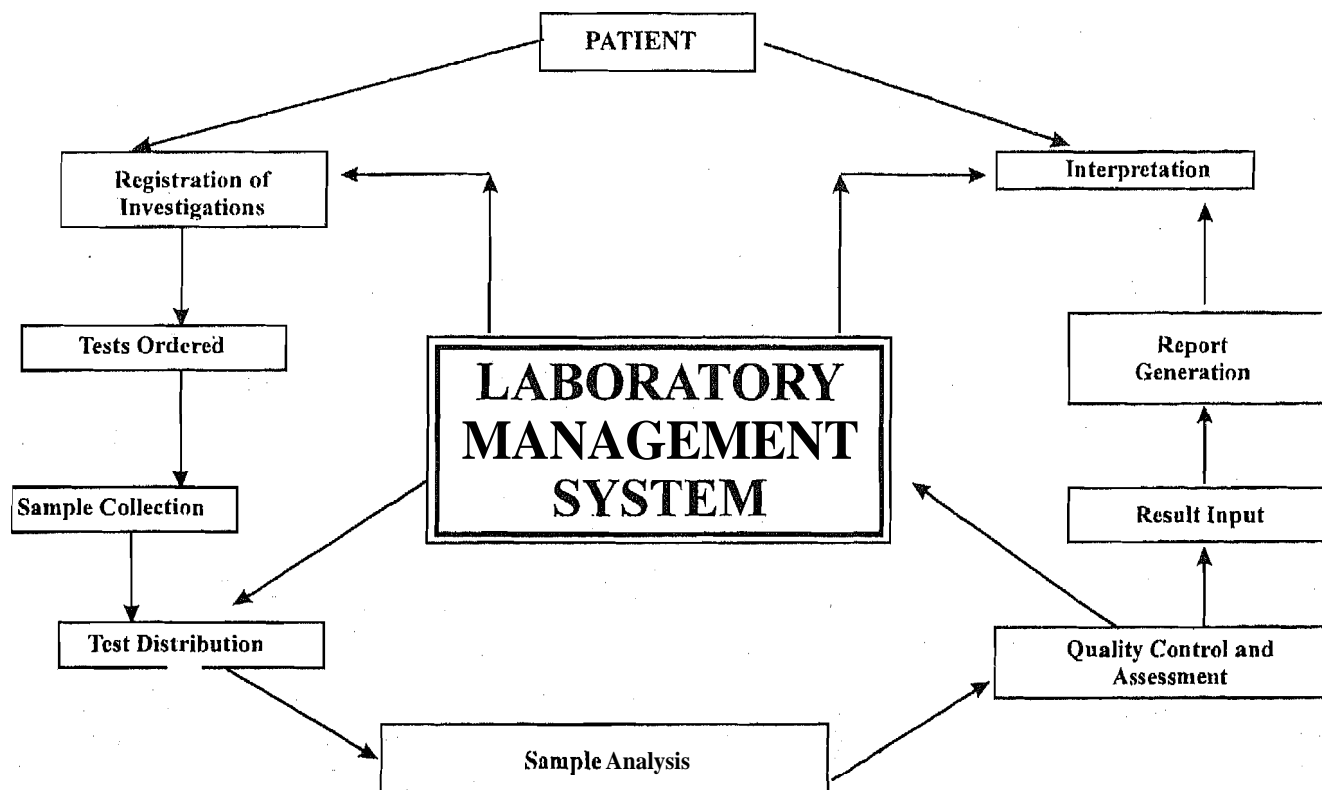 PATIENT
Registration of
Investigations
Interpretation
Tests Ordered
Report
Generation
LABORATORY
MANAGEMENT
SYSTEM
Sample Collection
Result Input
Test Distribution
Quality Control and
Assessment
Sample Analysis